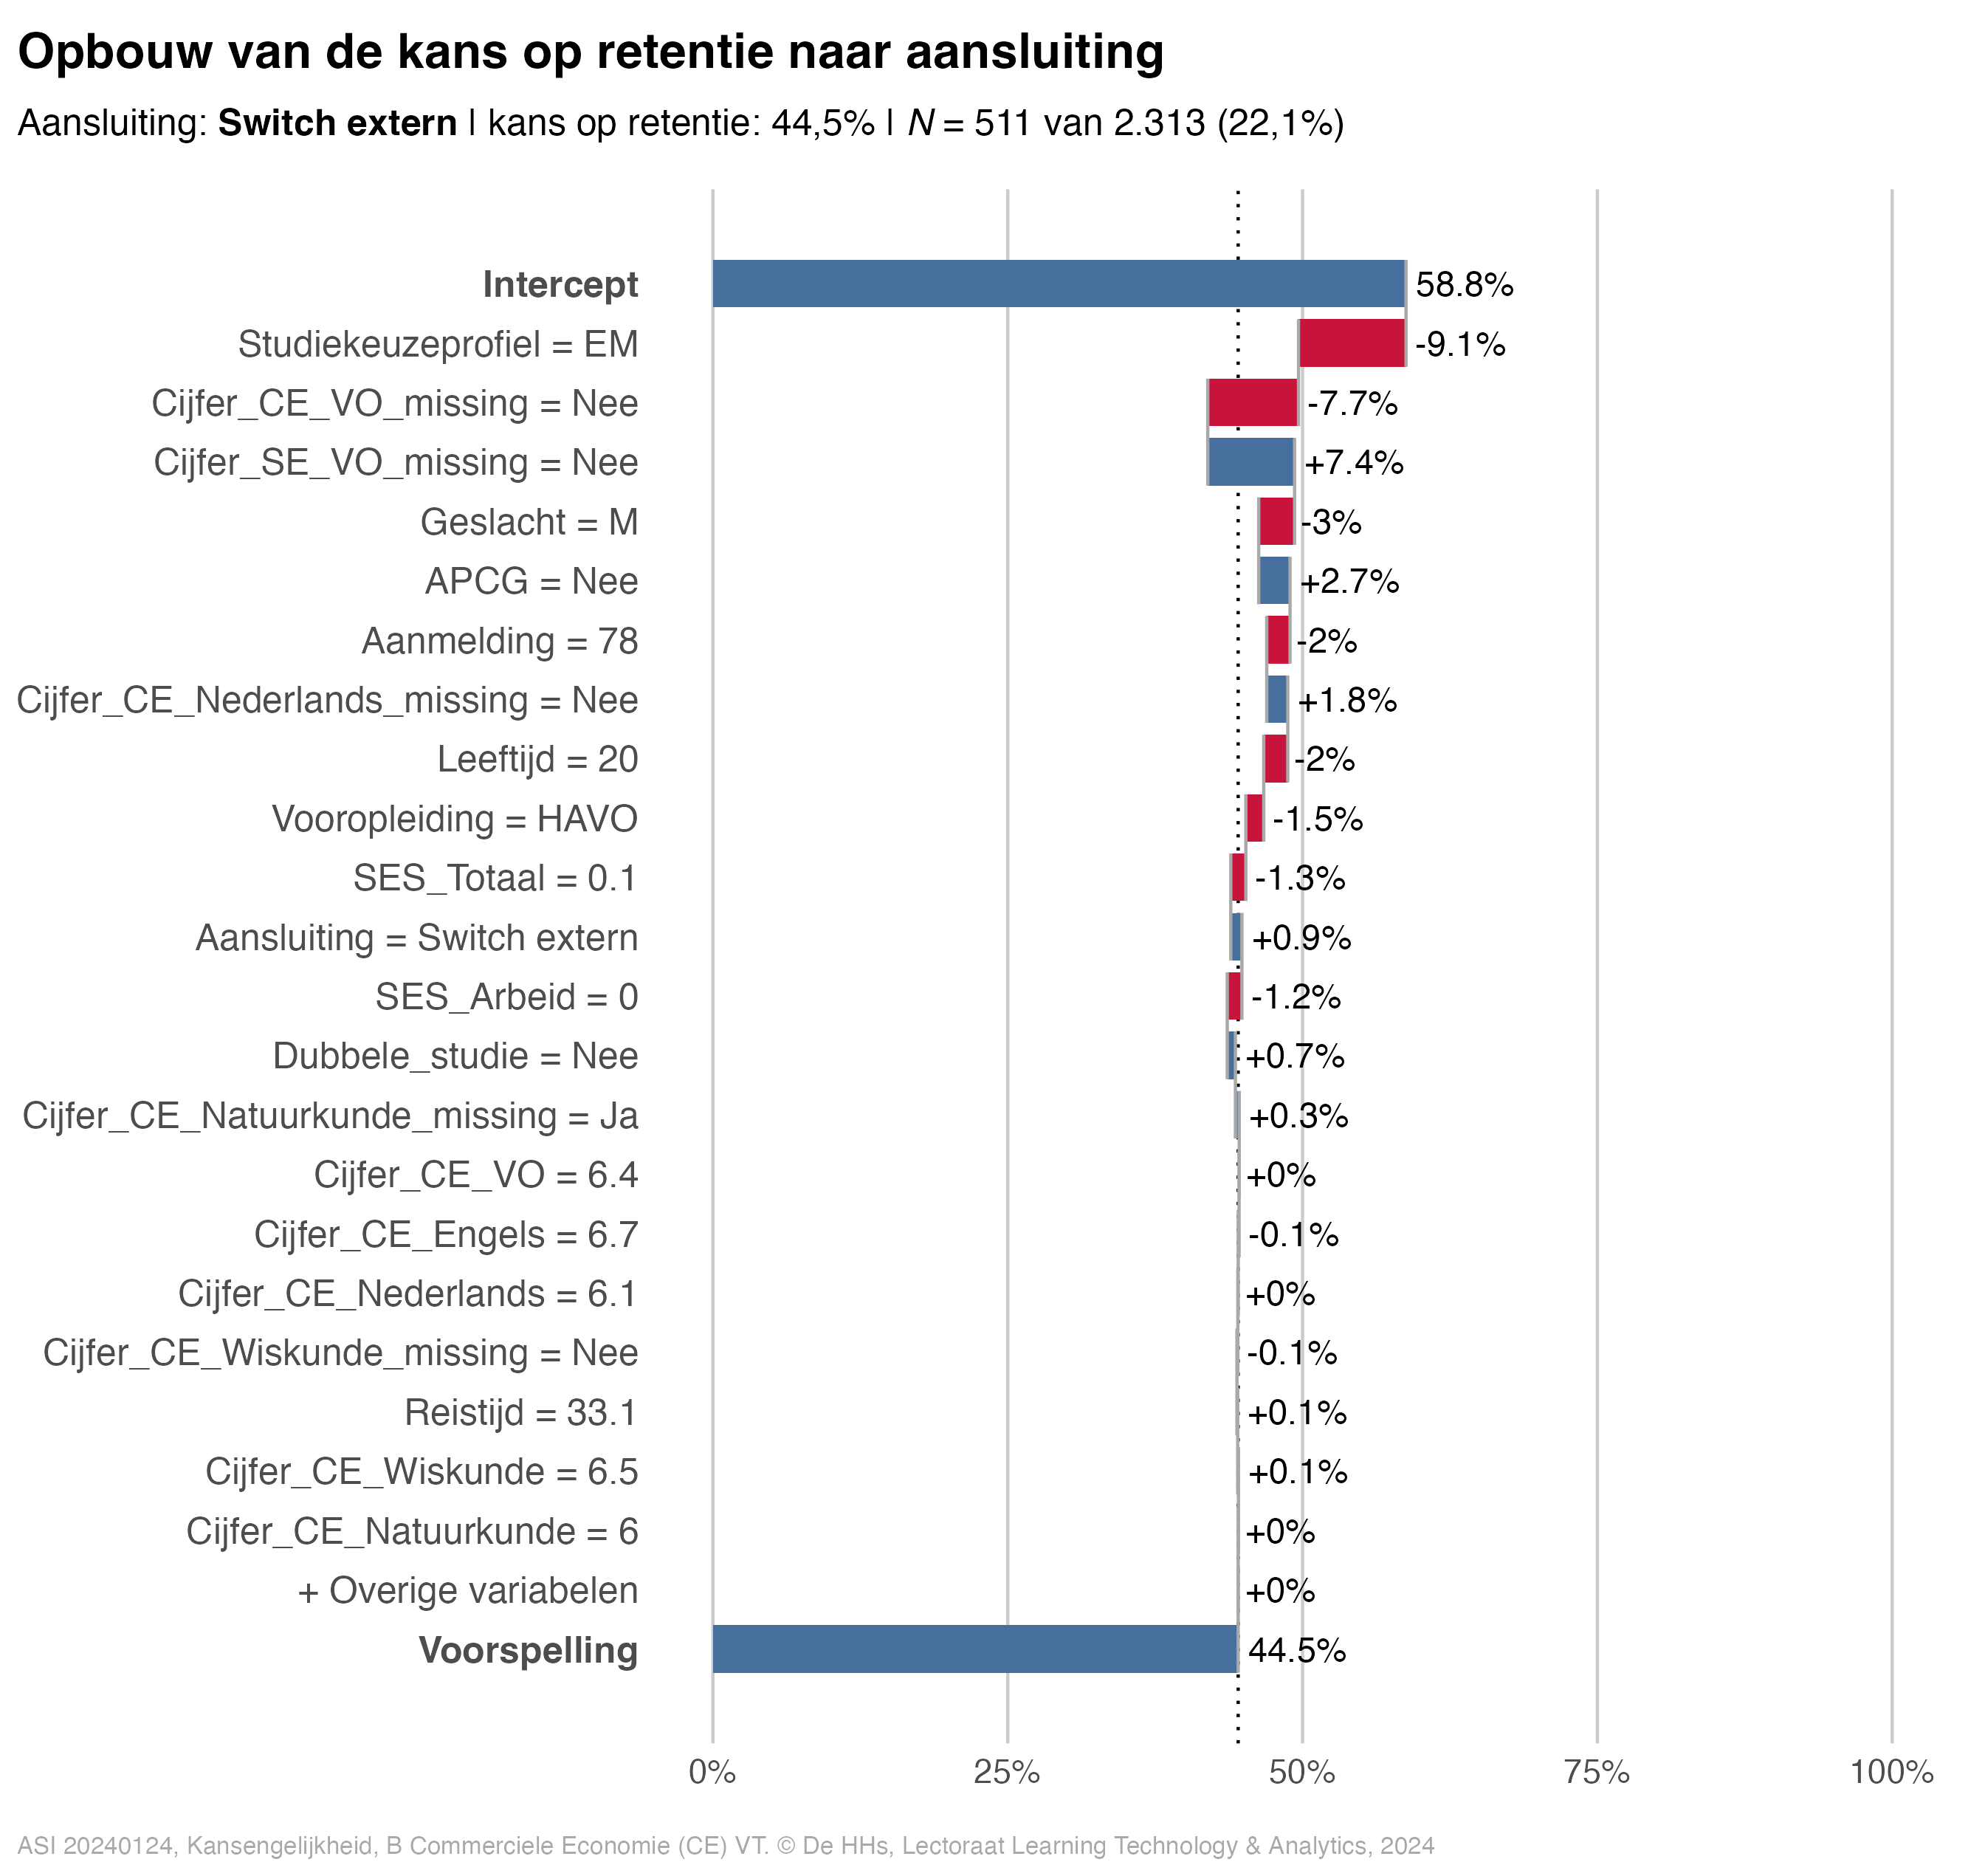 Opbouw van de kans op retentie naar aansluiting
Aansluiting: Switch extern | kans op retentie: 44,5% | N = 511 van 2.313 (22,1%)
Intercept 58.8%
Studiekeuzeprofiel = EM -9.1%
Cijfer_CE_VO_missing = Nee -7.7%
Cijfer_SE_VO_missing = Nee +7.4%
Geslacht = M -3%
APCG = Nee +2.7%
Aanmelding = 78 -2%
Cijfer_CE_Nederlands_missing = Nee +1.8%
Leeftijd = 20 -2%
Vooropleiding = HAVO -1.5%
SES_Totaal = 0.1 -1.3%
Aansluiting = Switch extern +0.9%
SES_Arbeid = 0 -1.2%
Dubbele_studie = Nee +0.7%
Cijfer_CE_Natuurkunde_missing = Ja +0.3%
Cijfer_CE_VO = 6.4 +0%
Cijfer_CE_Engels = 6.7 -0.1%
Cijfer_CE_Nederlands = 6.1 +0%
Cijfer_CE_Wiskunde_missing = Nee -0.1%
Reistijd = 33.1 +0.1%
Cijfer_CE_Wiskunde = 6.5 +0.1%
Cijfer_CE_Natuurkunde = 6 +0%
+ Overige variabelen +0%
Voorspelling 44.5%
0% 25% 50% 75% 100%
ASI 20240124, Kansengelijkheid, B Commerciele Economie (CE) VT. © De HHs, Lectoraat Learning Technology & Analytics, 2024